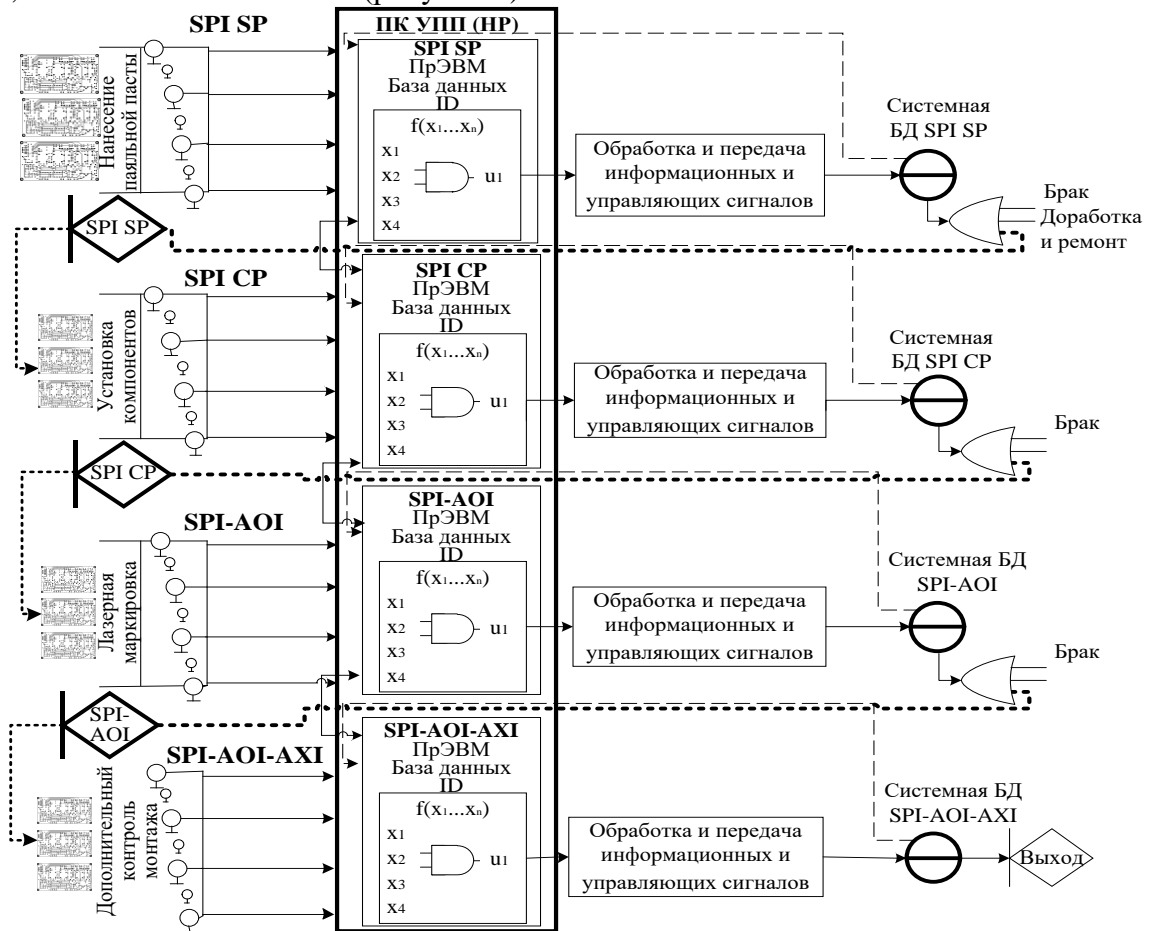 SPI SP
ПК УПП (HP)
SPI SP
ПрЭВМ
База данных
ID
f(x1...xn)
x1
x2
x3
x4
u1
Нанесение
паяльной пасты
Обработка и передача
информационных и
управляющих сигналов
Системная
БД SPI SP
Брак
Доработка
и ремонт
SPI SP
SPI CP
SPI CP
ПрЭВМ
База данных
ID
f(x1...xn)
x1
x2
x3
x4
u1
Установка
компонентов
Обработка и передача
информационных и
управляющих сигналов
Системная
БД SPI CP
Брак
SPI CP
SPI-AOI
SPI-AOI
ПрЭВМ
База данных
ID
f(x1...xn)
x1
x2
x3
x4
u1
Лазерная
маркировка
Обработка и передача
информационных и
управляющих сигналов
Системная БД
SPI-AOI
Брак
SPI-
AOI
SPI-AOI-AXI
SPI-AOI-AXI
ПрЭВМ
База данных
ID
f(x1...xn)
x1
x2
x3
x4
u1
Дополнительный
контроль
монтажа
Обработка и передача
информационных и
управляющих сигналов
Системная БД
SPI-AOI-AXI
Выход